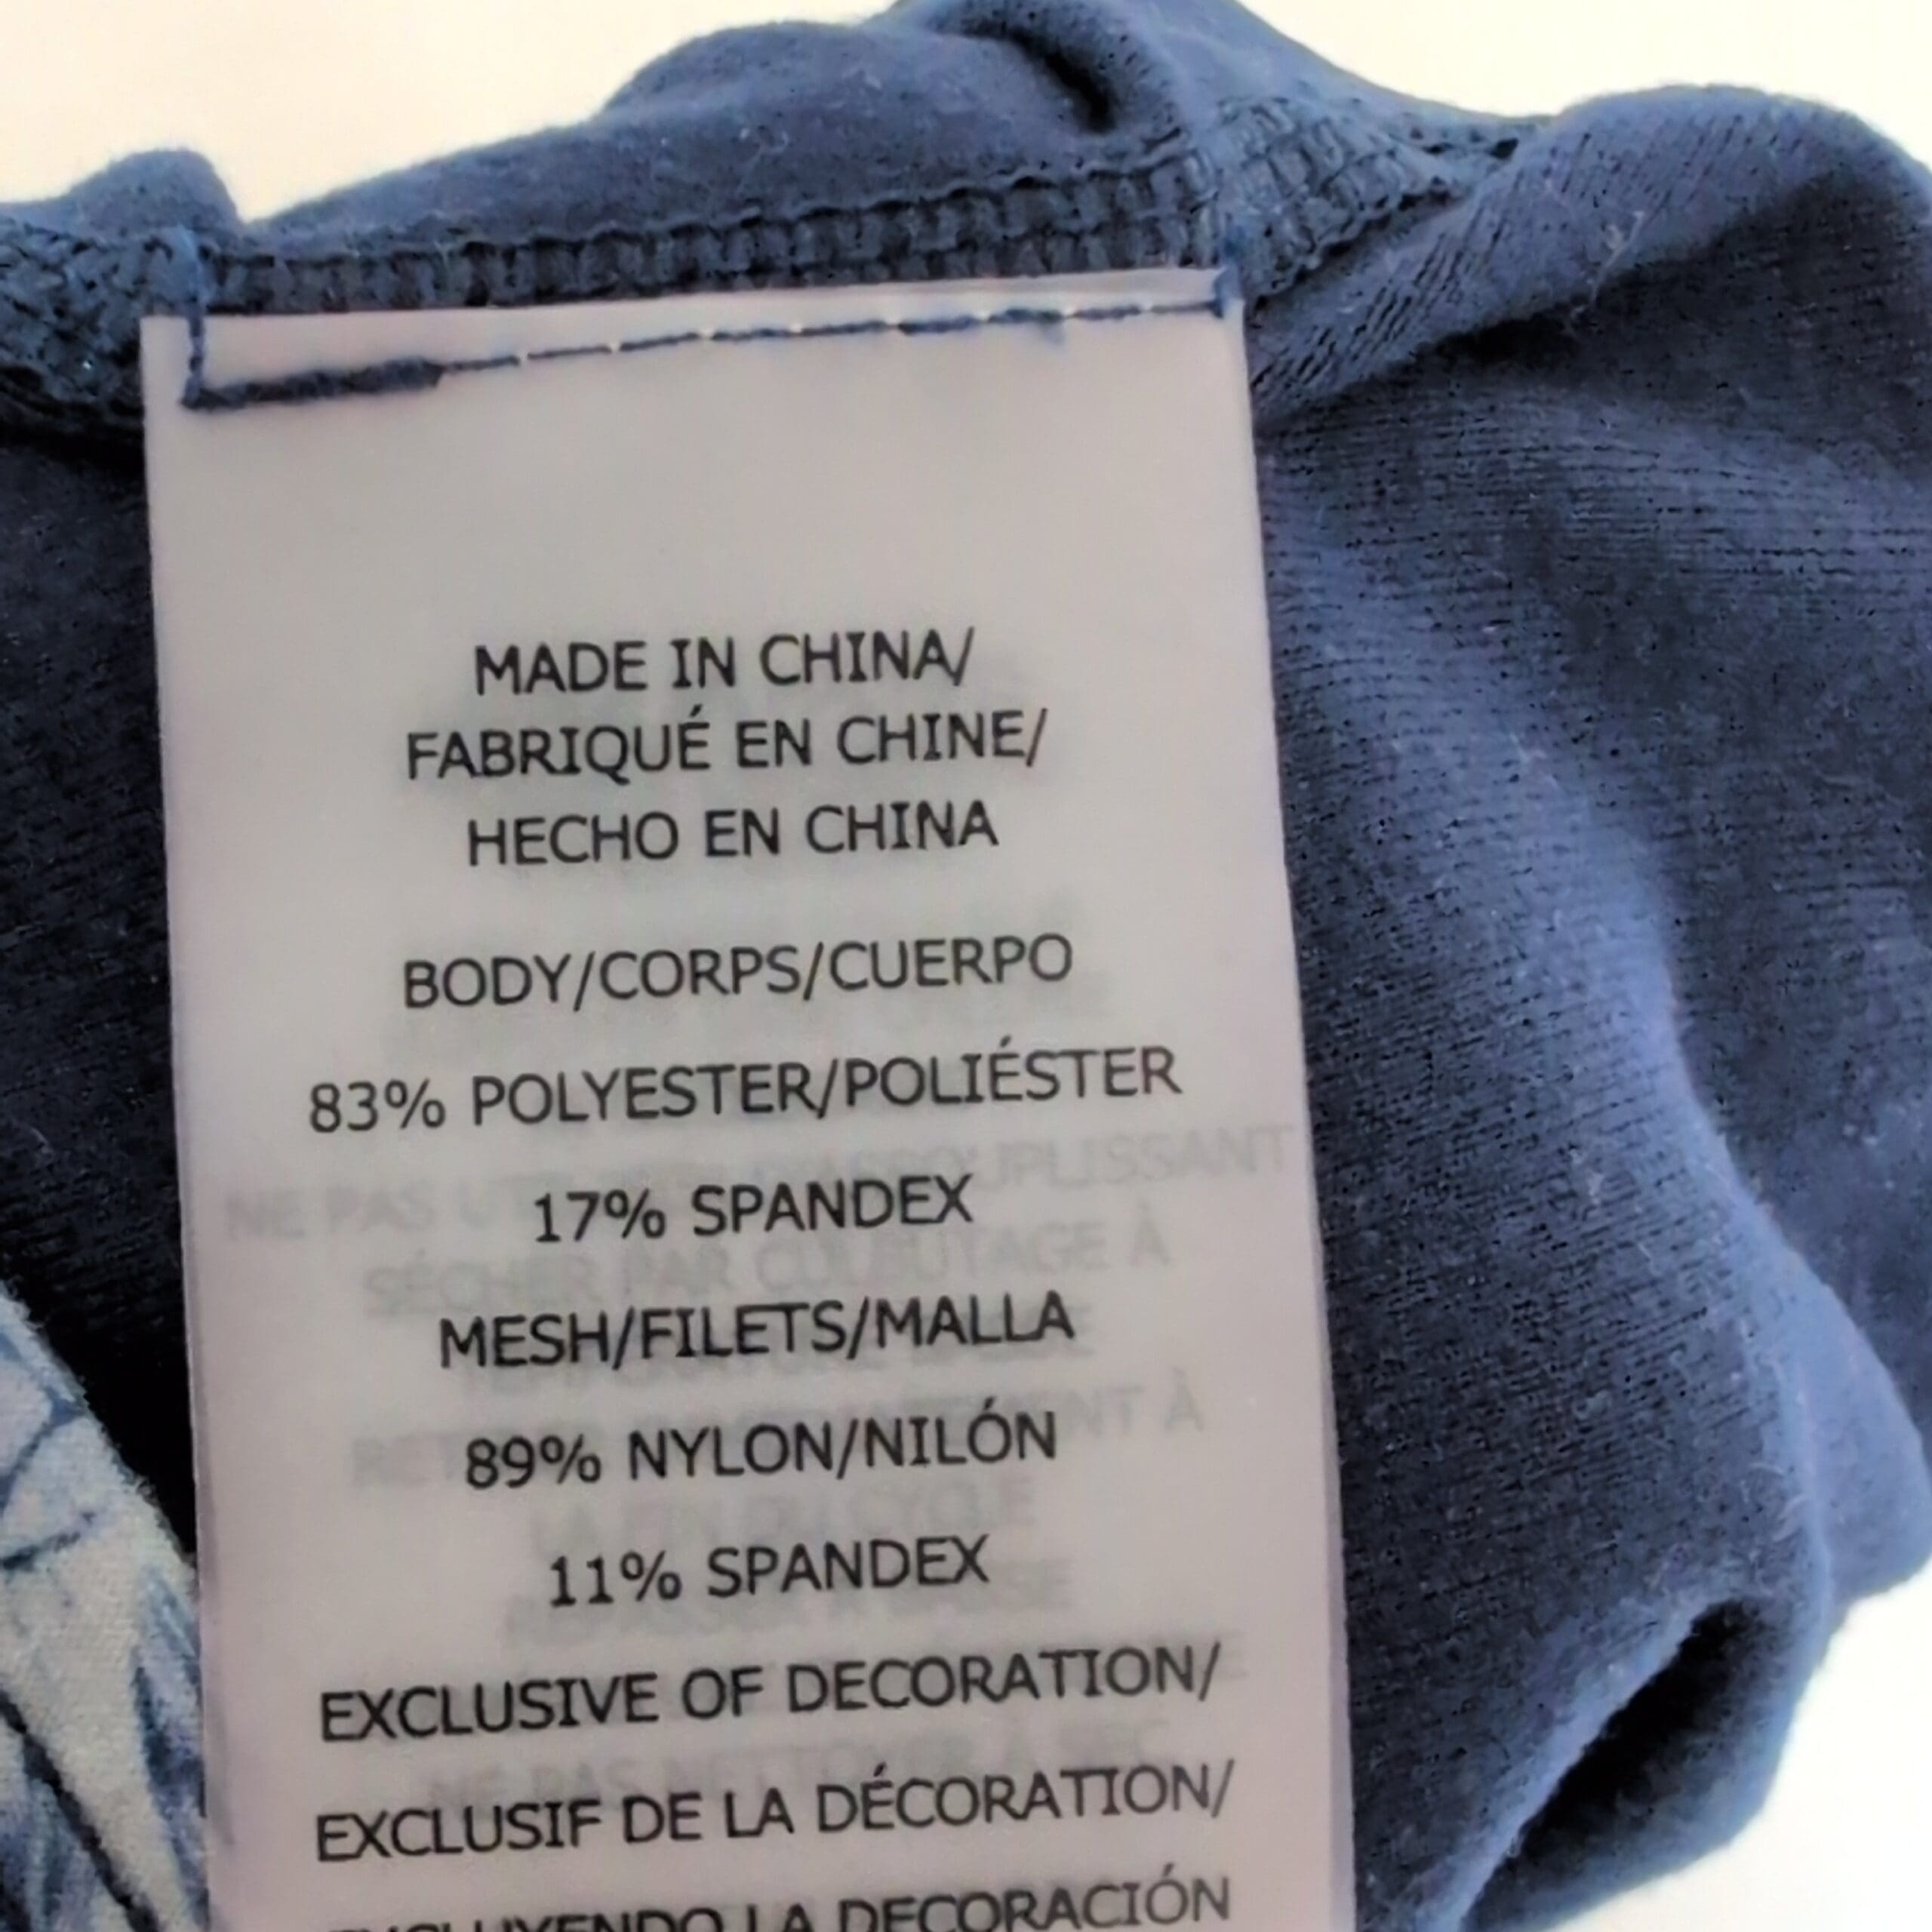 MADE IN CHINA/
FABRIQUÉ EN CHINE/
HECHO EN CHINA
BODY/CORPS/CUERPO
83% POLYESTER/POLIÉSTER
17% SPANDEX
MESH/FILETS/MALLA
89% NYLON/NILÓN
11% SPANDEX
EXCLUSIVE OF DECORATION/
EXCLUSIF DE LA DÉCORATION/
EXCLUYENDO LA DECORACIÓN